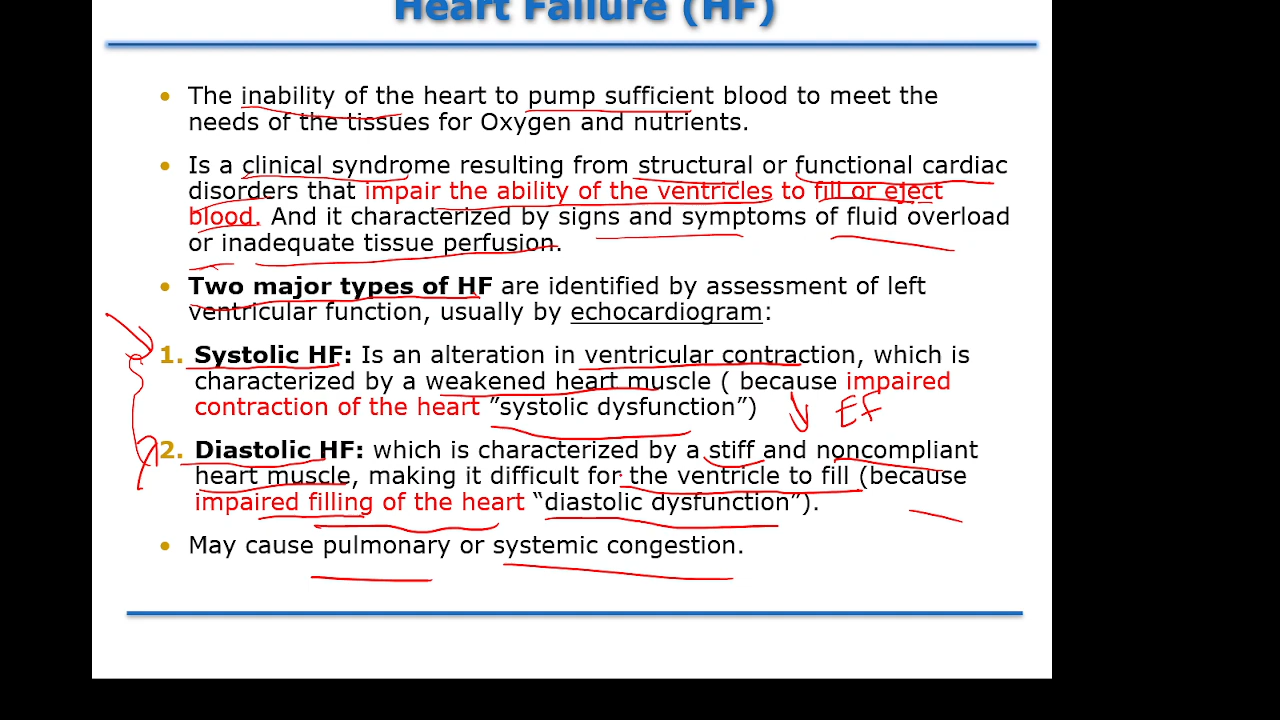 Heart Failure (HF)
• The inability of the heart to pump sufficient blood to meet the
needs of the tissues for Oxygen and nutrients.
• Is a clinical syndrome resulting from structural or functional cardiac
disorders that impair the ability of the ventricles to fill or eject
blood. And it characterized by signs and symptoms of fluid overload
or inadequate tissue perfusion.
• Two major types of HF are identified by assessment of left
ventricular function, usually by echocardiogram:
1. Systolic HF: Is an alteration in ventricular contraction, which is
characterized by a weakened heart muscle ( because impaired
contraction of the heart ”systolic dysfunction”)
↓ EF
2. Diastolic HF: which is characterized by a stiff and noncompliant
heart muscle, making it difficult for the ventricle to fill (because
impaired filling of the heart “diastolic dysfunction”).
• May cause pulmonary or systemic congestion.